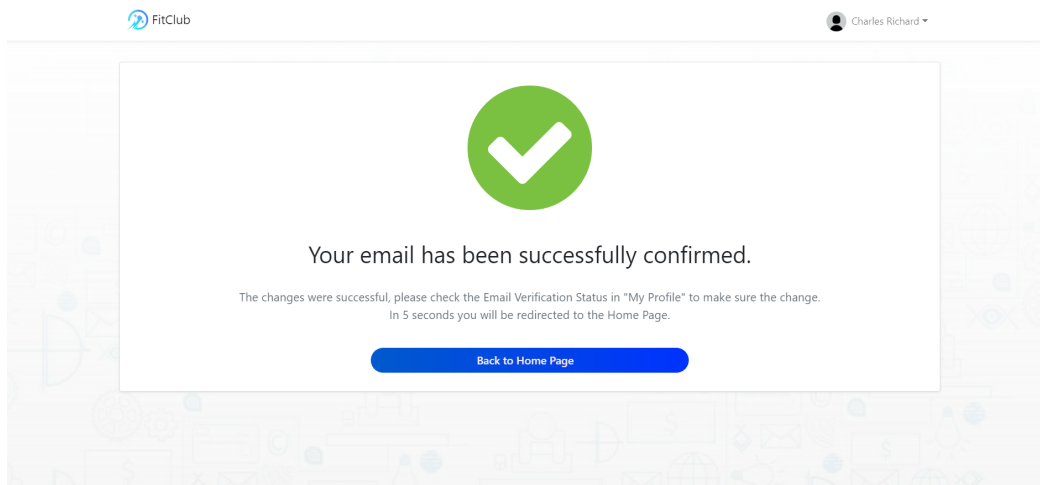 FitClub
Charles Richard
Your email has been successfully confirmed.
The changes were successful, please check the Email Verification Status in "My Profile" to make sure the change.
In 5 seconds you will be redirected to the Home Page.
Back to Home Page